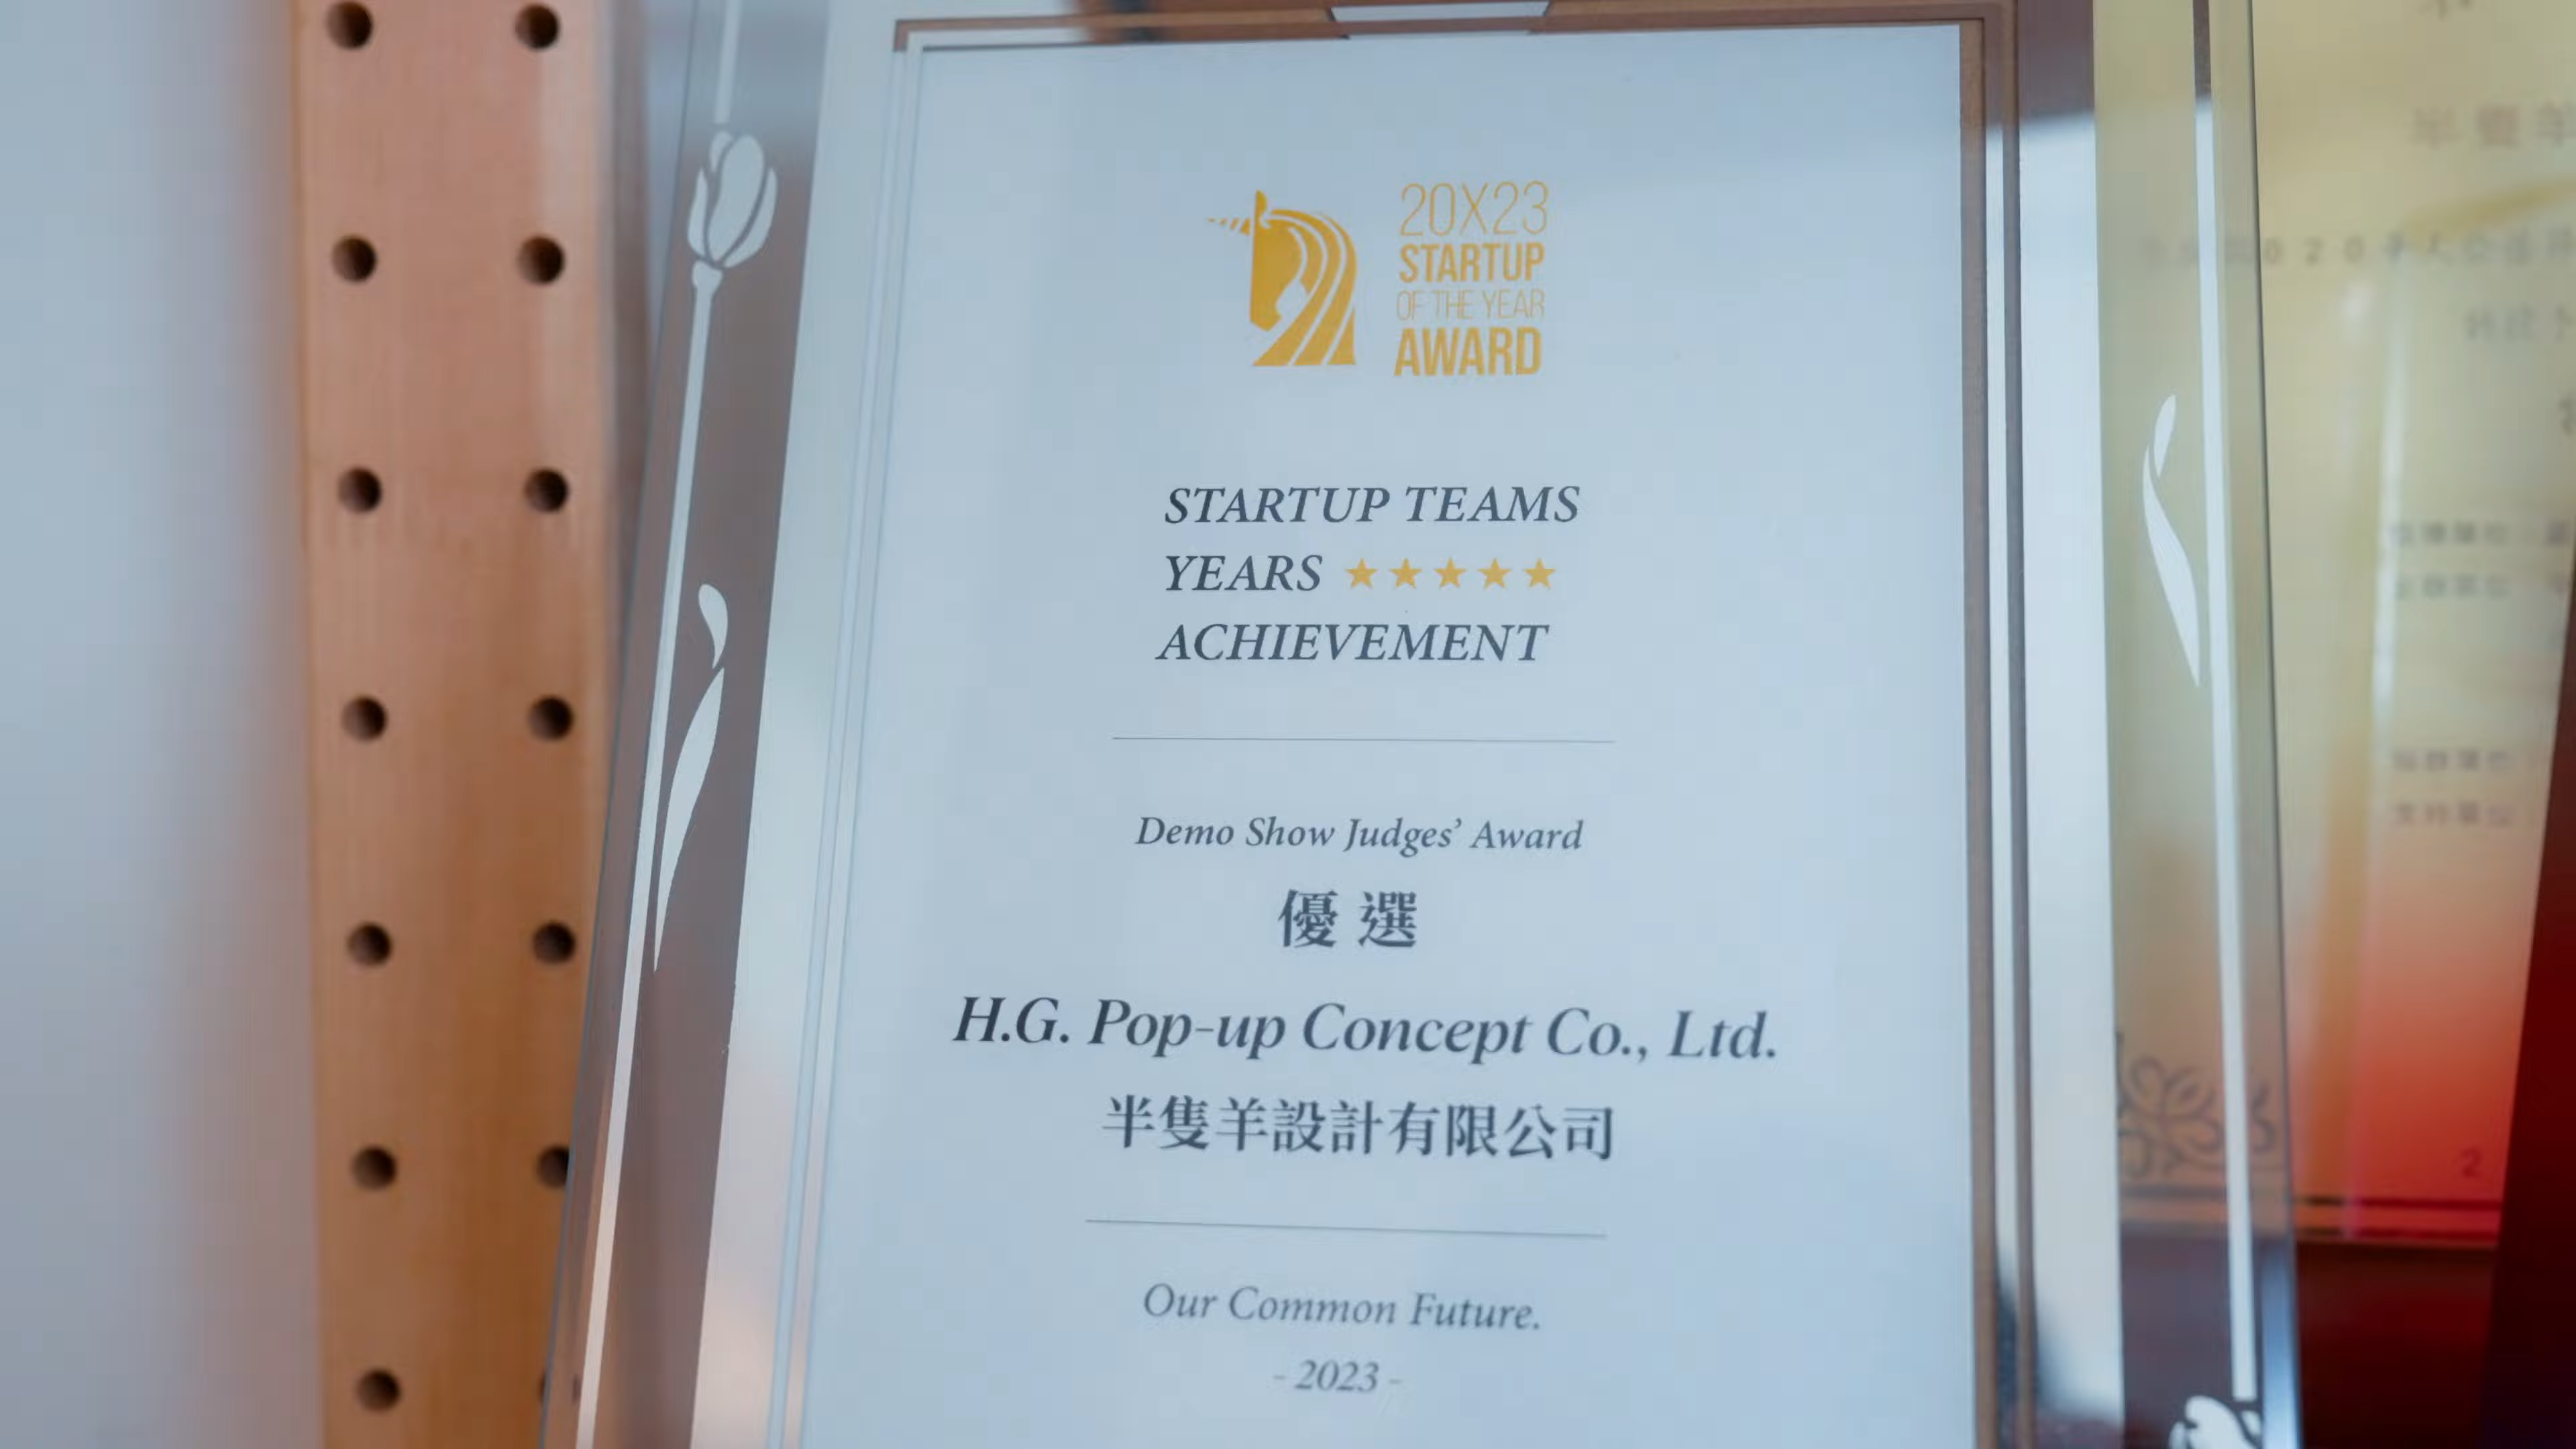 20X23
STARTUP
OF THE YEAR
AWARD
STARTUP TEAMS
YEARS ★★★★★
ACHIEVEMENT
Demo Show Judges’ Award
優選
H.G. Pop-up Concept Co., Ltd.
半隻羊設計有限公司
Our Common Future.
- 2023 -